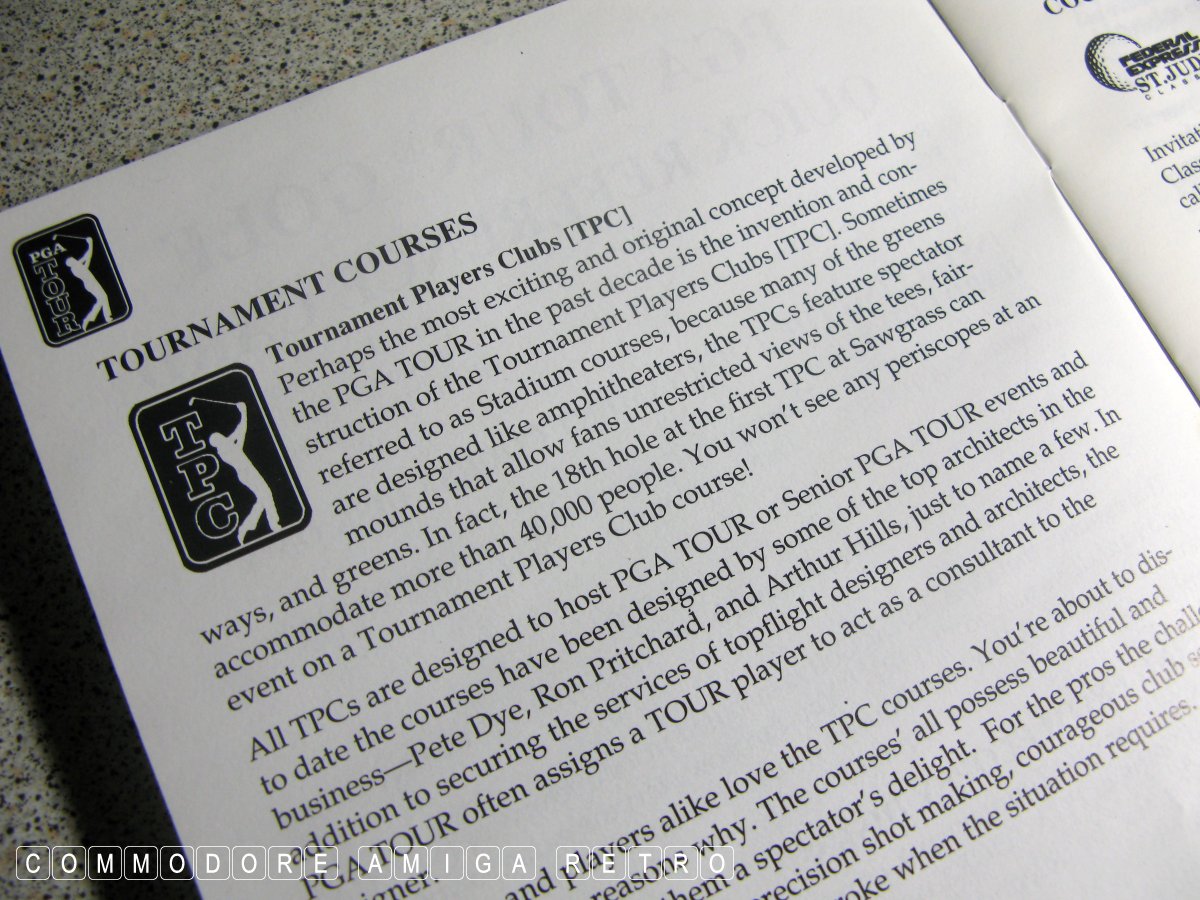 PGA
TOUR
TOURNAMENT COURSES
TPC
Tournament Players Clubs [TPC]
Perhaps the most exciting and original concept developed by
the PGA TOUR in the past decade is the invention and con-
struction of the Tournament Players Clubs [TPC]. Sometimes
referred to as Stadium courses, because many of the greens
are designed like amphitheaters, the TPCs feature spectator
mounds that allow fans unrestricted views of the tees, fair-
ways, and greens. In fact, the 18th hole at the first TPC at Sawgrass can
accommodate more than 40,000 people. You won't see any periscopes at an
event on a Tournament Players Club course!
All TPCs are designed to host PGA TOUR or Senior PGA TOUR events and
to date the courses have been designed by some of the top architects in the
business—Pete Dye, Ron Pritchard, and Arthur Hills, just to name a few. In
addition to securing the services of topflight designers and architects, the
PGA TOUR often assigns a TOUR player to act as a consultant to the
and players alike love the TPC courses. You're about to dis-
reasons why. The courses' all possess beautiful and
them a spectator's delight. For the pros the
precision shot making, courageous club
when the situation requires.
FEDERAL
EXPRESS
ST. JUD
CLASS
Invita
Clas
COMMODORE AMIGA RETRO